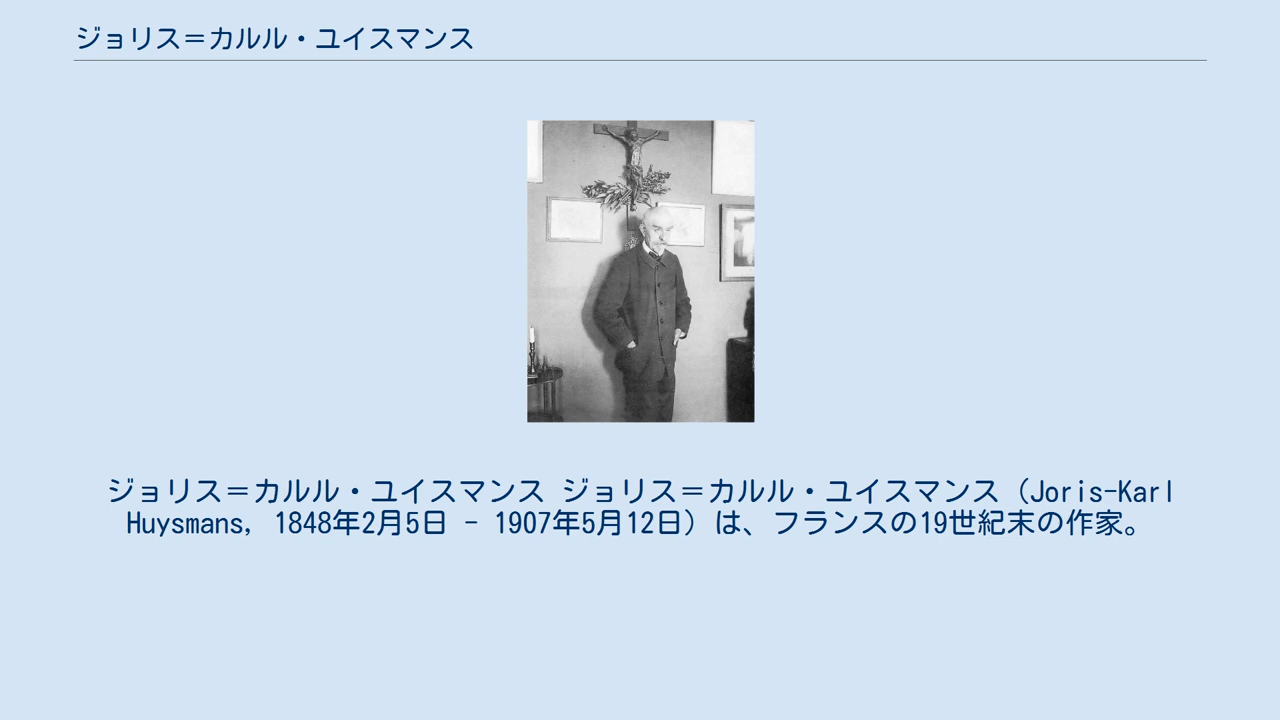 ジョリス＝カルル・ユイスマンス
ジョリス＝カルル・ユイスマンス ジョリス＝カルル・ユイスマンス（Joris-Karl
Huysmans, 1848年2月5日 - 1907年5月12日）は、フランスの19世紀末の作家。